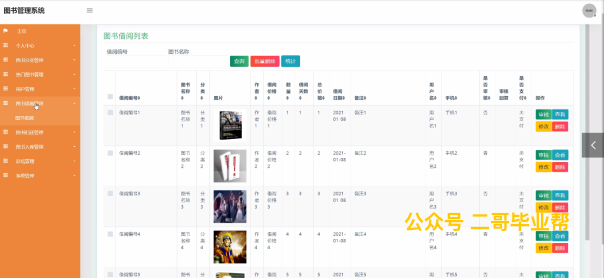 图书管理系统
主页
个人中心
图书分类管理
热门图书管理
用户管理
图书借阅管理
图书借阅
图书归还管理
图书入库管理
论坛管理
系统管理
图书借阅列表
借阅编号
图书名称
查询
批量删除
统计
借阅编号 图书名称 分类 图片 作者 借阅价格 数量 借阅天数 总价格 借阅日期 备注 用户名 手机 是否审核 审核回复 是否支付 操作
借阅编号1 图书名称1 分类1 作者1 借阅价格1 1 1 1 2021-01-08 备注1 用户名1 手机1 否 未支付 审核 查看 修改 删除
借阅编号2 图书名称2 分类2 作者2 借阅价格2 2 2 2 2021-01-08 备注2 用户名2 手机2 否 未支付 审核 查看 修改 删除
借阅编号3 图书名称3 分类3 作者3 借阅价格3 3 3 3 2021-01-08 备注3 用户名3 手机3 否 未支付 审核 查看 修改 删除
公众号 二哥毕业帮
借阅编号4 图书名称4 分类4 作者4 借阅价格4 4 4 4 2021-01-08 备注4 用户名4 手机4 否 未支付 审核 查看 修改 删除
借阅编号5 图书 分 作 借阅 5 5 5 2021- 备注5 用户 手机5 否 未 审核 查看